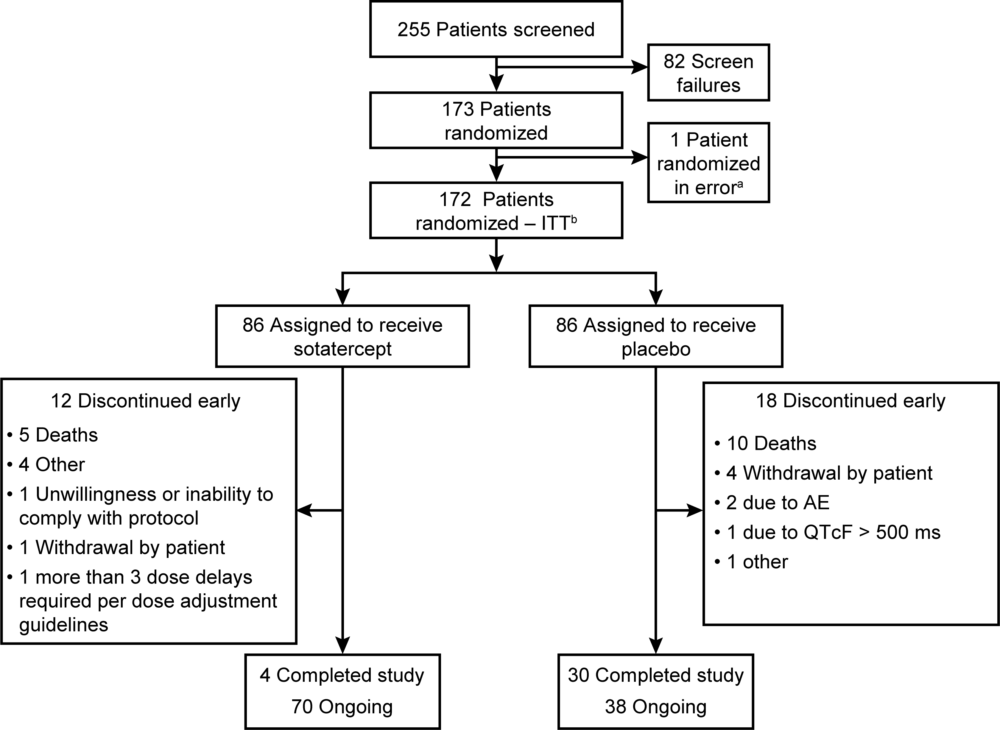 255 Patients screened
82 Screen
failures
173 Patients
randomized
1 Patient
randomized
in errorᵃ
172 Patients
randomized – ITTᵇ
86 Assigned to receive
sotatercept
86 Assigned to receive
placebo
12 Discontinued early
• 5 Deaths
• 4 Other
• 1 Unwillingness or inability to
comply with protocol
• 1 Withdrawal by patient
• 1 more than 3 dose delays
required per dose adjustment
guidelines
18 Discontinued early
• 10 Deaths
• 4 Withdrawal by patient
• 2 due to AE
• 1 due to QTcF > 500 ms
• 1 other
4 Completed study
70 Ongoing
30 Completed study
38 Ongoing